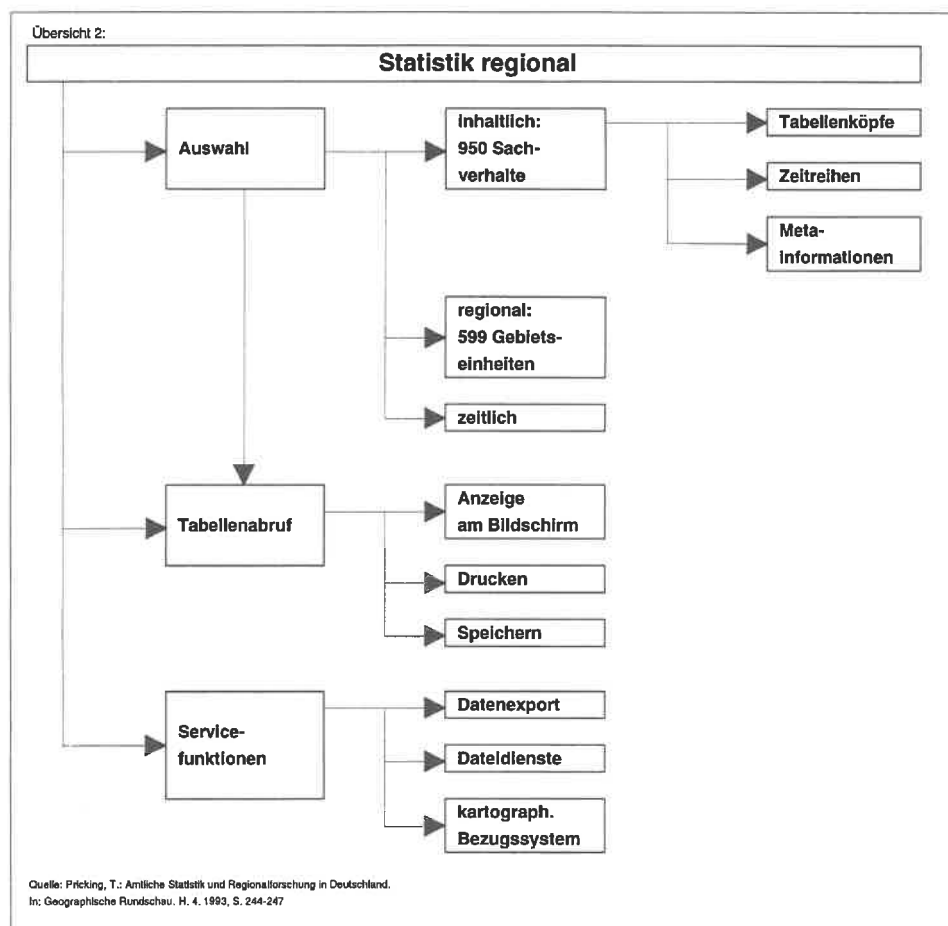 Übersicht 2:
Statistik regional
Auswahl
inhaltlich:
950 Sach-
verhalte
Tabellenköpfe
Zeitreihen
Meta-
informationen
regional:
599 Gebiets-
einheiten
zeitlich
Tabellenabruf
Anzeige
am Bildschirm
Drucken
Speichern
Service-
funktionen
Datenexport
Dateidienste
kartograph.
Bezugssystem
Quelle: Pricking, T.: Amtliche Statistik und Regionalforschung in Deutschland.
In: Geographische Rundschau. H. 4. 1993, S. 244-247